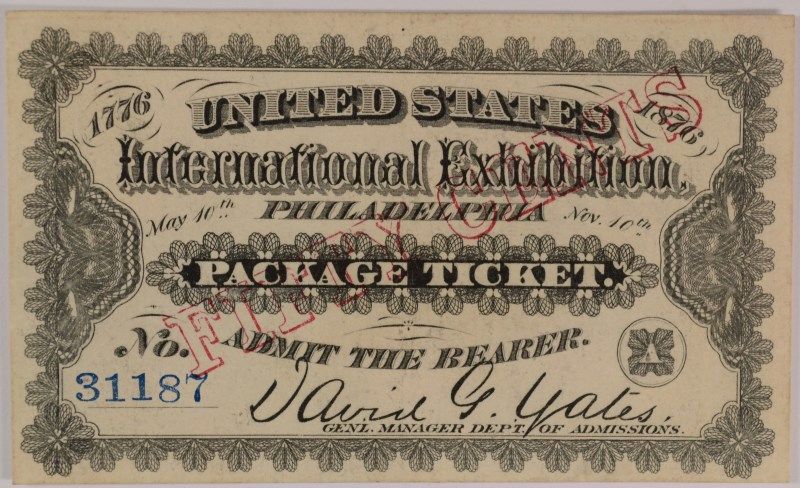 1776 UNITED STATES 1876
International Exhibition,
May 10th PHILADELPHIA Nov. 10th
PACKAGE TICKET.
FIFTY CENTS
No. ADMIT THE BEARER. A
31187
David G. Yates.
GENL. MANAGER DEPT. OF ADMISSIONS.